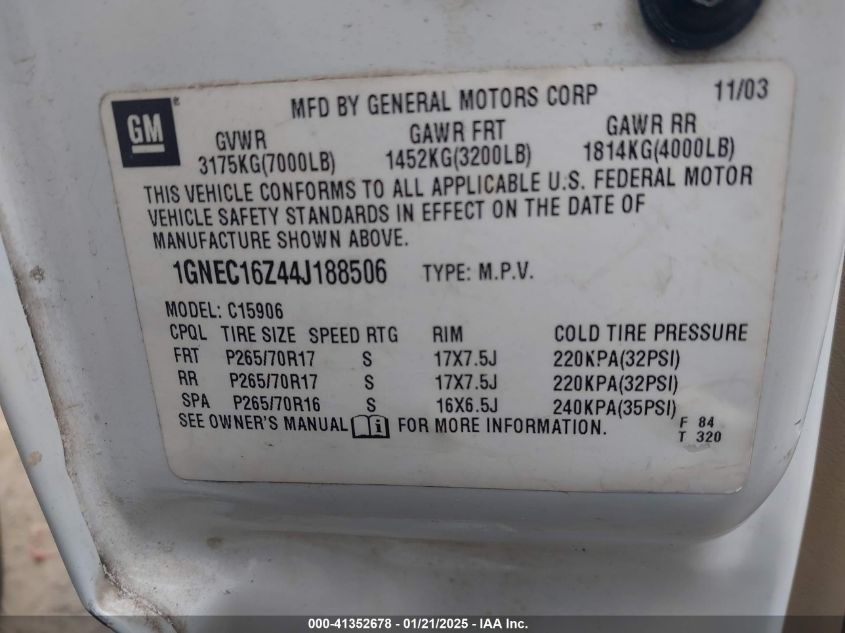 GM ® MFD BY GENERAL MOTORS CORP 11/03
GVWR GAWR FRT GAWR RR
3175KG(7000LB) 1452KG(3200LB) 1814KG(4000LB)
THIS VEHICLE CONFORMS TO ALL APPLICABLE U.S. FEDERAL MOTOR
VEHICLE SAFETY STANDARDS IN EFFECT ON THE DATE OF
MANUFACTURE SHOWN ABOVE.
1GNEC16Z44J188506 TYPE: M.P.V.
MODEL: C15906
CPQL TIRE SIZE SPEED RTG RIM COLD TIRE PRESSURE
FRT P265/70R17 S 17X7.5J 220KPA(32PSI)
RR P265/70R17 S 17X7.5J 220KPA(32PSI)
SPA P265/70R16 S 16X6.5J 240KPA(35PSI)
SEE OWNER'S MANUAL i FOR MORE INFORMATION. F 84
T 320
000-41352678 - 01/21/2025 - IAA Inc.